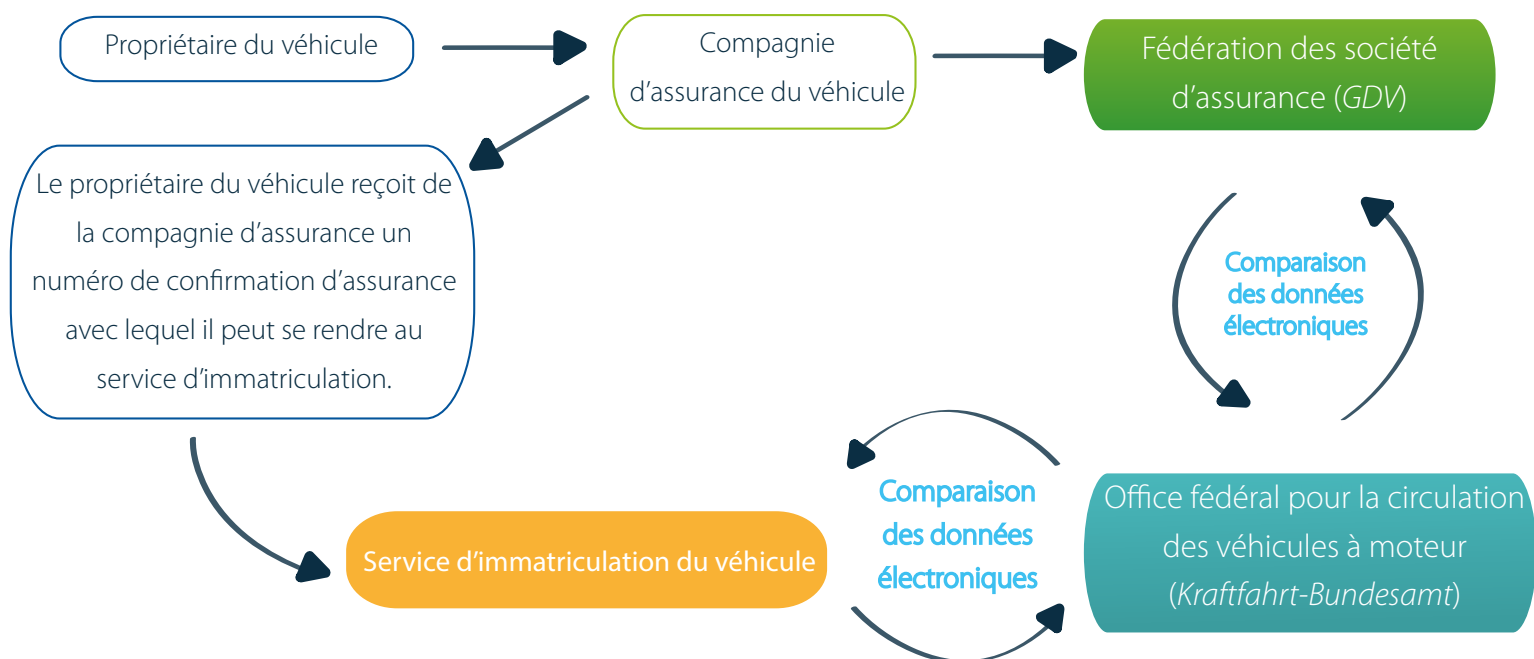 Propriétaire du véhicule
Compagnie
d'assurance du véhicule
Fédération des société
d'assurance (GDV)
Le propriétaire du véhicule reçoit de
la compagnie d'assurance un
numéro de confirmation d'assurance
avec lequel il peut se rendre au
service d'immatriculation.
Comparaison
des données
électroniques
Service d'immatriculation du véhicule
Comparaison
des données
électroniques
Office fédéral pour la circulation
des véhicules à moteur
(Kraftfahrt-Bundesamt)